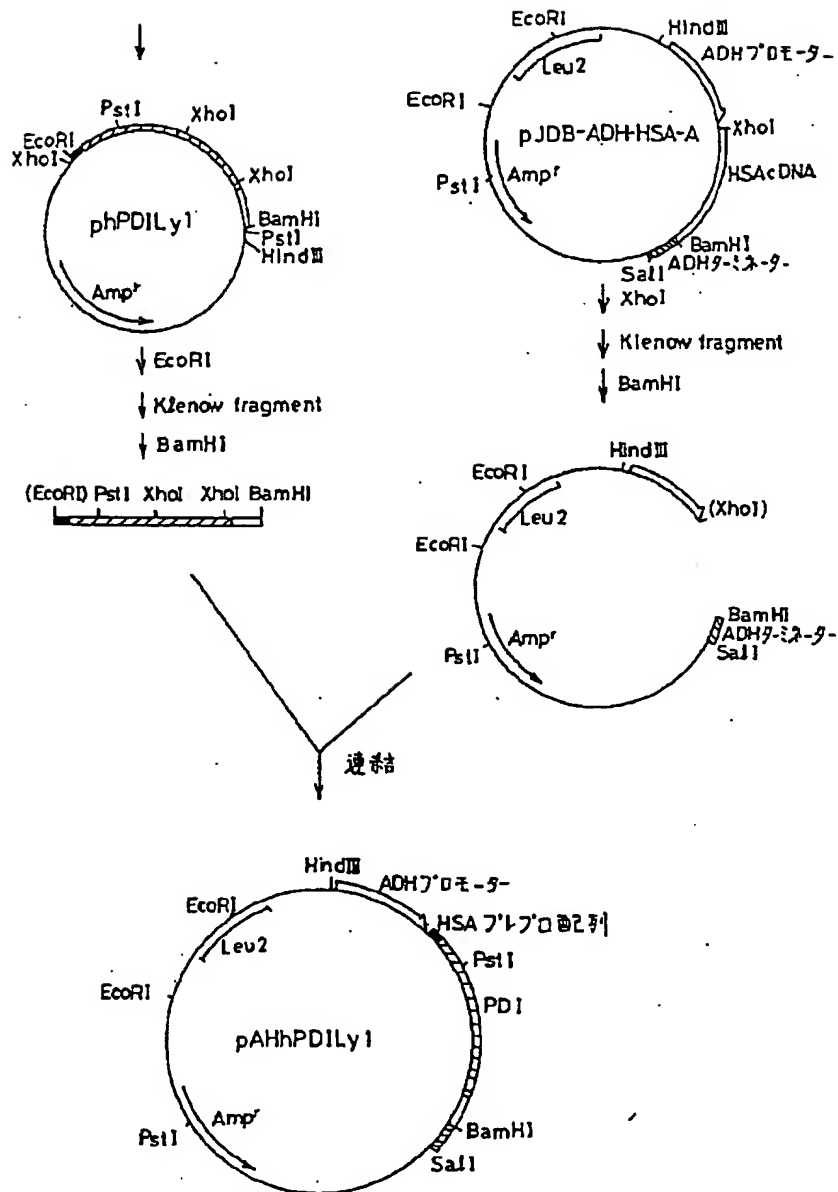 PstI
XhoI
EcoRI
XhoI
XhoI
phPDILy1
BamHI
PstI
HindIII
Ampʳ
EcoRI
Klenow fragment
BamHI
(EcoRI) PstI XhoI XhoI BamHI
EcoRI
HindIII
ADHプロモーター
Leu2
EcoRI
pJDB-ADH-HSA-A
XhoI
PstI
Ampʳ
HSAcDNA
BamHI
SalI
ADHターミネーター
XhoI
Klenow fragment
BamHI
HindIII
EcoRI
(XhoI)
Leu2
EcoRI
BamHI
ADHターミネーター
SalI
PstI
Ampʳ
連結
HindIII
ADHプロモーター
EcoRI
HSAプレプロ配列
Leu2
PstI
EcoRI
PDI
pAHhPDILy1
Ampʳ
PstI
BamHI
SalI